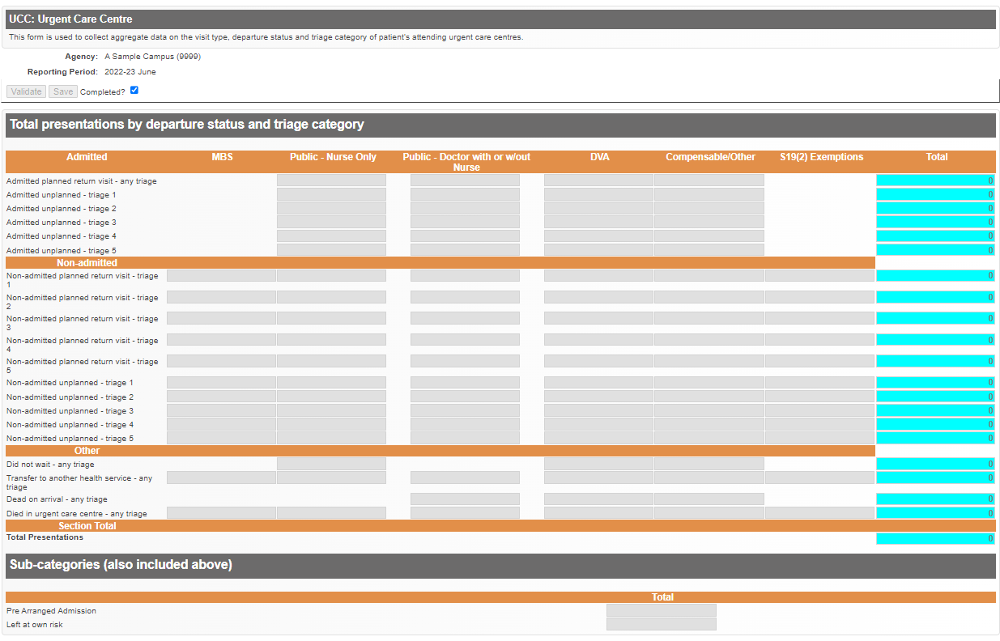 UCC: Urgent Care Centre
This form is used to collect aggregate data on the visit type, departure status and triage category of patient's attending urgent care centres.
Agency: A Sample Campus (9999)
Reporting Period: 2022-23 June
Validate Save Completed?
Total presentations by departure status and triage category
Admitted MBS Public - Nurse Only Public - Doctor with or w/out DVA Compensable/Other S19(2) Exemptions Total
Nurse
Admitted planned return visit - any triage 0
Admitted unplanned - triage 1 0
Admitted unplanned - triage 2 0
Admitted unplanned - triage 3 0
Admitted unplanned - triage 4 0
Admitted unplanned - triage 5 0
Non-admitted
Non-admitted planned return visit - triage 0
1
Non-admitted planned return visit - triage 0
2
Non-admitted planned return visit - triage 0
3
Non-admitted planned return visit - triage 0
4
Non-admitted planned return visit - triage 0
5
Non-admitted unplanned - triage 1 0
Non-admitted unplanned - triage 2 0
Non-admitted unplanned - triage 3 0
Non-admitted unplanned - triage 4 0
Non-admitted unplanned - triage 5 0
Other
Did not wait - any triage 0
Transfer to another health service - any 0
triage
Dead on arrival - any triage 0
Died in urgent care centre - any triage 0
Section Total
Total Presentations 0
Sub-categories (also included above)
Total
Pre Arranged Admission
Left at own risk